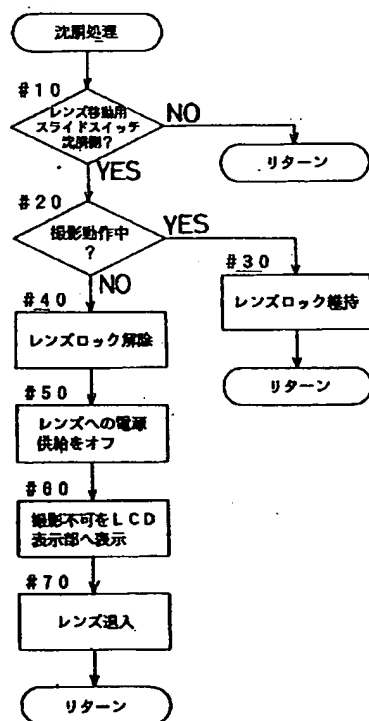 沈胴処理
#10
レンズ移動用
スライドスイッチ
沈胴側?
NO
リターン
YES
#20
撮影動作中
?
YES
#30
レンズロック維持
リターン
NO
#40
レンズロック解除
#50
レンズへの電源
供給をオフ
#60
撮影不可をLCD
表示部へ表示
#70
レンズ退入
リターン